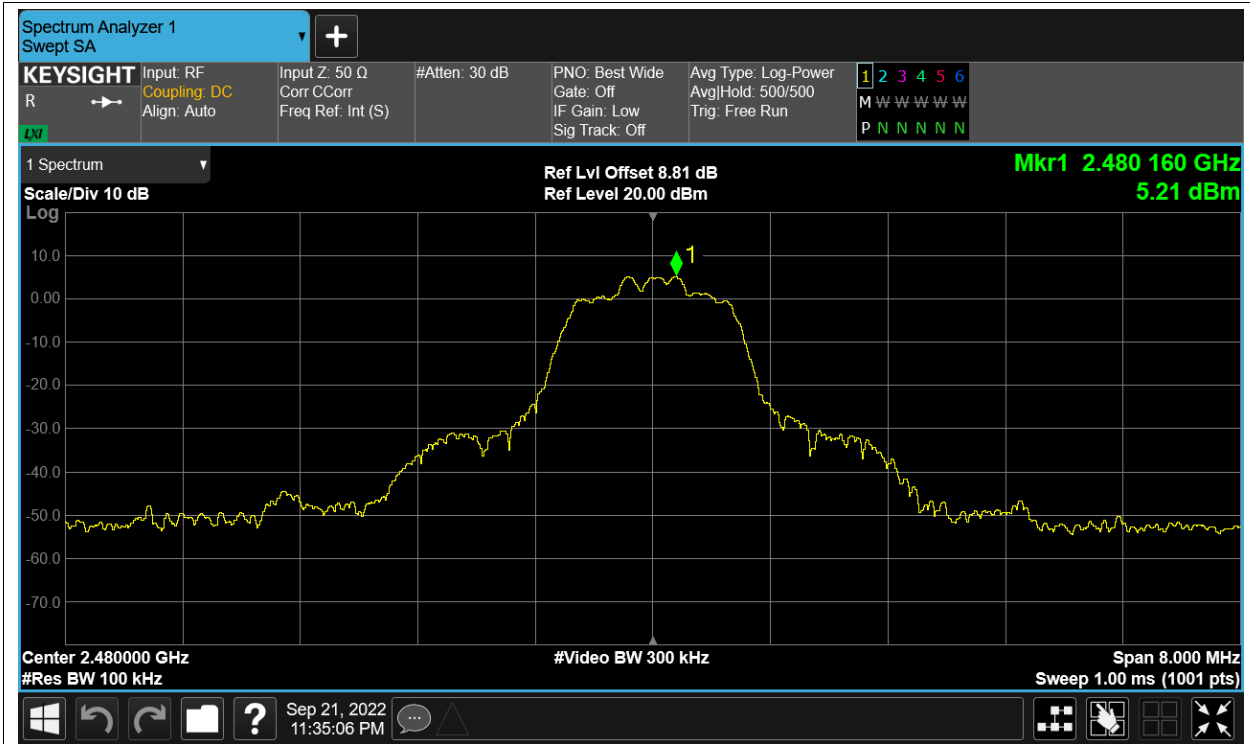 Spectrum Analyzer 1
Swept SA
KEYSIGHT
R
LXI
Input: RF
Coupling: DC
Align: Auto
Input Z: 50 Ω
Corr CCorr
Freq Ref: Int (S)
#Atten: 30 dB
PNO: Best Wide
Gate: Off
IF Gain: Low
Sig Track: Off
Avg Type: Log-Power
Avg|Hold: 500/500
Trig: Free Run
1 2 3 4 5 6
M W W W W W
P N N N N N
1 Spectrum
Scale/Div 10 dB
Log
Ref Lvl Offset 8.81 dB
Ref Level 20.00 dBm
Mkr1 2.480 160 GHz
5.21 dBm
1
10.0
0.00
-10.0
-20.0
-30.0
-40.0
-50.0
-60.0
-70.0
Center 2.480000 GHz
#Res BW 100 kHz
#Video BW 300 kHz
Span 8.000 MHz
Sweep 1.00 ms (1001 pts)
?
Sep 21, 2022
11:35:06 PM